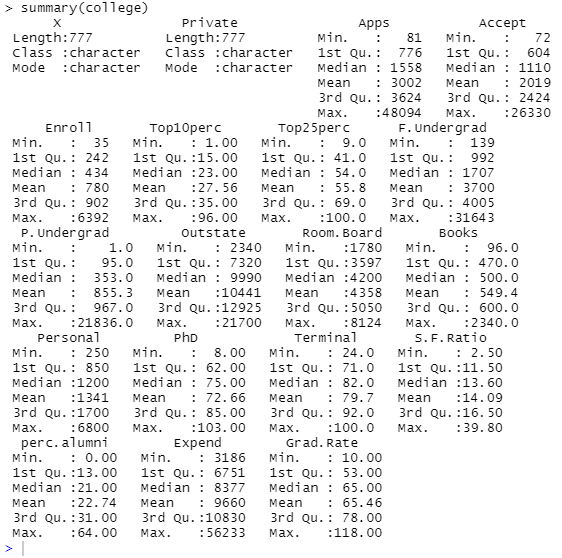 > summary(college)
      X               Private               Apps           Accept
 Length:777         Length:777         Min.   :   81   Min.   :   72
 Class :character   Class :character   1st Qu.:  776   1st Qu.:  604
 Mode  :character   Mode  :character   Median : 1558   Median : 1110
                                       Mean   : 3002   Mean   : 2019
                                       3rd Qu.: 3624   3rd Qu.: 2424
                                       Max.   :48094   Max.   :26330
     Enroll       Top10perc       Top25perc      F.Undergrad
 Min.   :  35   Min.   : 1.00   Min.   :  9.0   Min.   :  139
 1st Qu.: 242   1st Qu.:15.00   1st Qu.: 41.0   1st Qu.:  992
 Median : 434   Median :23.00   Median : 54.0   Median : 1707
 Mean   : 780   Mean   :27.56   Mean   : 55.8   Mean   : 3700
 3rd Qu.: 902   3rd Qu.:35.00   3rd Qu.: 69.0   3rd Qu.: 4005
 Max.   :6392   Max.   :96.00   Max.   :100.0   Max.   :31643
  P.Undergrad         Outstate       Room.Board       Books
 Min.   :    1.0   Min.   : 2340   Min.   :1780   Min.   :  96.0
 1st Qu.:   95.0   1st Qu.: 7320   1st Qu.:3597   1st Qu.: 470.0
 Median :  353.0   Median : 9990   Median :4200   Median : 500.0
 Mean   :  855.3   Mean   :10441   Mean   :4358   Mean   : 549.4
 3rd Qu.:  967.0   3rd Qu.:12925   3rd Qu.:5050   3rd Qu.: 600.0
 Max.   :21836.0   Max.   :21700   Max.   :8124   Max.   :2340.0
    Personal         PhD            Terminal       S.F.Ratio
 Min.   : 250   Min.   :  8.00   Min.   : 24.0   Min.   : 2.50
 1st Qu.: 850   1st Qu.: 62.00   1st Qu.: 71.0   1st Qu.:11.50
 Median :1200   Median : 75.00   Median : 82.0   Median :13.60
 Mean   :1341   Mean   : 72.66   Mean   : 79.7   Mean   :14.09
 3rd Qu.:1700   3rd Qu.: 85.00   3rd Qu.: 92.0   3rd Qu.:16.50
 Max.   :6800   Max.   :103.00   Max.   :100.0   Max.   :39.80
  perc.alumni        Expend        Grad.Rate
 Min.   : 0.00   Min.   : 3186   Min.   : 10.00
 1st Qu.:13.00   1st Qu.: 6751   1st Qu.: 53.00
 Median :21.00   Median : 8377   Median : 65.00
 Mean   :22.74   Mean   : 9660   Mean   : 65.46
 3rd Qu.:31.00   3rd Qu.:10830   3rd Qu.: 78.00
 Max.   :64.00   Max.   :56233   Max.   :118.00
>